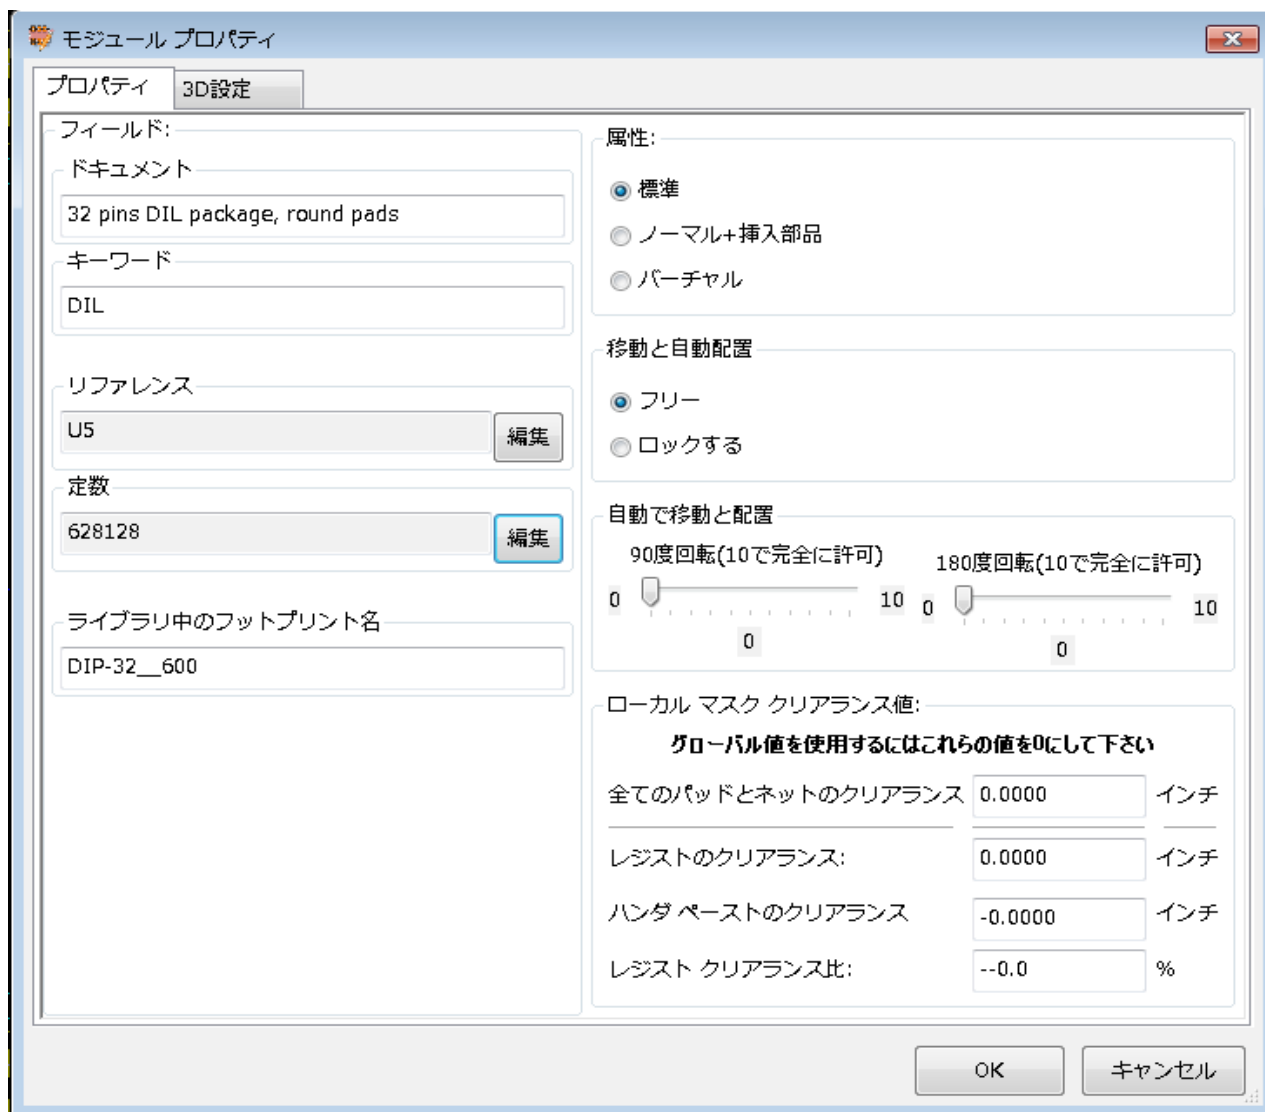 モジュール プロパティ
プロパティ
3D設定
フィールド:
ドキュメント
32 pins DIL package, round pads
キーワード
DIL
リファレンス
U5
編集
定数
628128
編集
ライブラリ中のフットプリント名
DIP-32__600
属性:
標準
ノーマル+挿入部品
バーチャル
移動と自動配置
フリー
ロックする
自動で移動と配置
90度回転(10で完全に許可)
0
10
0
180度回転(10で完全に許可)
0
10
0
ローカル マスク クリアランス値:
グローバル値を使用するにはこれらの値を0にして下さい
全てのパッドとネットのクリアランス 0.0000 インチ
レジストのクリアランス: 0.0000 インチ
ハンダ ペーストのクリアランス -0.0000 インチ
レジスト クリアランス比: --0.0 %
OK
キャンセル